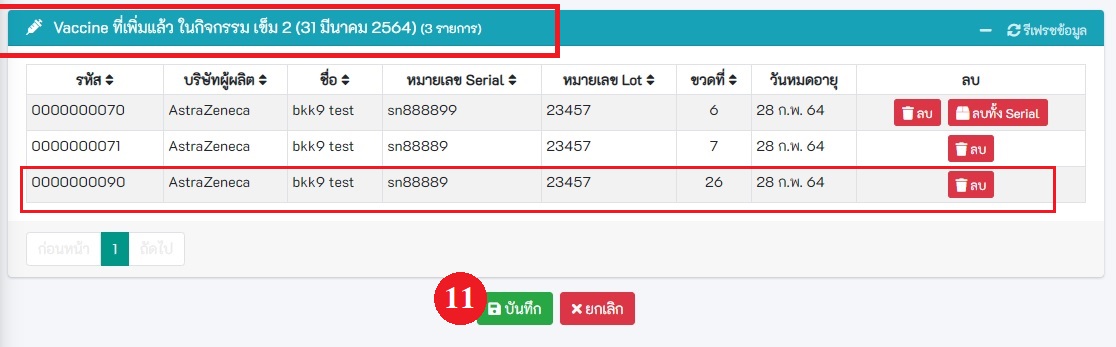 Vaccine ที่เพิ่มแล้ว ในกิจกรรม เข็ม 2 (31 มีนาคม 2564) (3 รายการ) รีเฟรชข้อมูล
รหัส บริษัทผู้ผลิต ชื่อ หมายเลข Serial หมายเลข Lot ขวดที่ วันหมดอายุ ลบ
0000000070 AstraZeneca bkk9 test sn888899 23457 6 28 ก.พ. 64 ลบ ลบทั้ง Serial
0000000071 AstraZeneca bkk9 test sn88889 23457 7 28 ก.พ. 64 ลบ
0000000090 AstraZeneca bkk9 test sn88889 23457 26 28 ก.พ. 64 ลบ
ก่อนหน้า 1 ถัดไป
11 บันทึก ยกเลิก